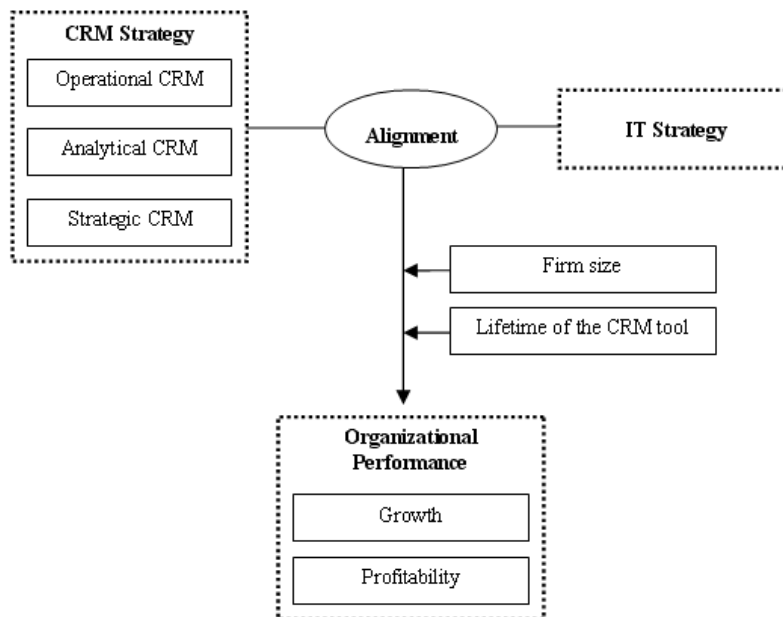 CRM Strategy
Operational CRM
Analytical CRM
Strategic CRM
Alignment
IT Strategy
Firm size
Lifetime of the CRM tool
Organizational
Performance
Growth
Profitability